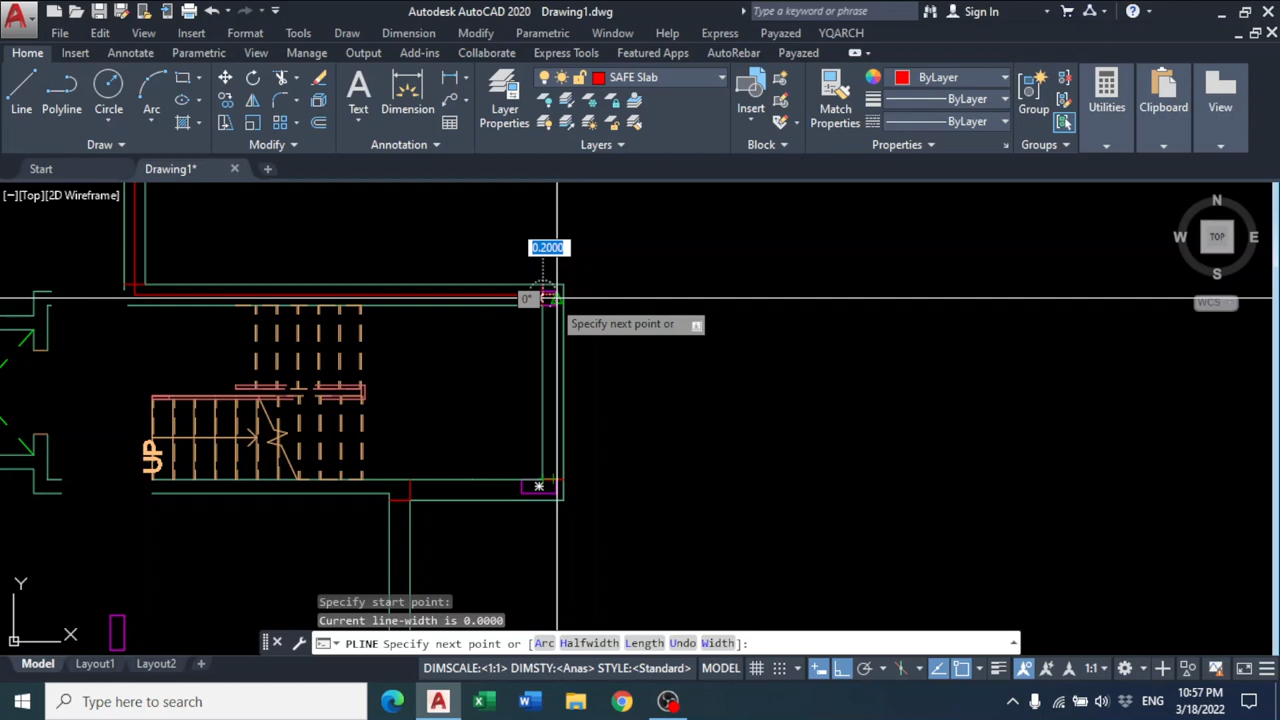 Autodesk AutoCAD 2020 Drawing1.dwg
Type a keyword or phrase
Sign In
File Edit View Insert Format Tools Draw Dimension Modify Parametric Window Help Express Payazed YQARCH
Home Insert Annotate Parametric View Manage Output Add-ins Collaborate Express Tools Featured Apps AutoRebar Payazed
Line Polyline Circle Arc
Text Dimension
Layer Properties
SAFE Slab
Insert
Match Properties
ByLayer
ByLayer
ByLayer
Group
Utilities
Clipboard
View
Draw Modify Annotation Layers Block Properties Groups
Start Drawing1*
[−][Top][2D Wireframe]
N
W TOP E
S
WCS
0.2000
0°
Specify next point or
UP
Y
X
Specify start point:
Current line-width is 0.0000
PLINE Specify next point or [Arc Halfwidth Length Undo Width]:
Model Layout1 Layout2
DIMSCALE:<1:1> DIMSTY:<Anas> STYLE:<Standard> MODEL
1:1
Type here to search
ENG
10:57 PM
3/18/2022